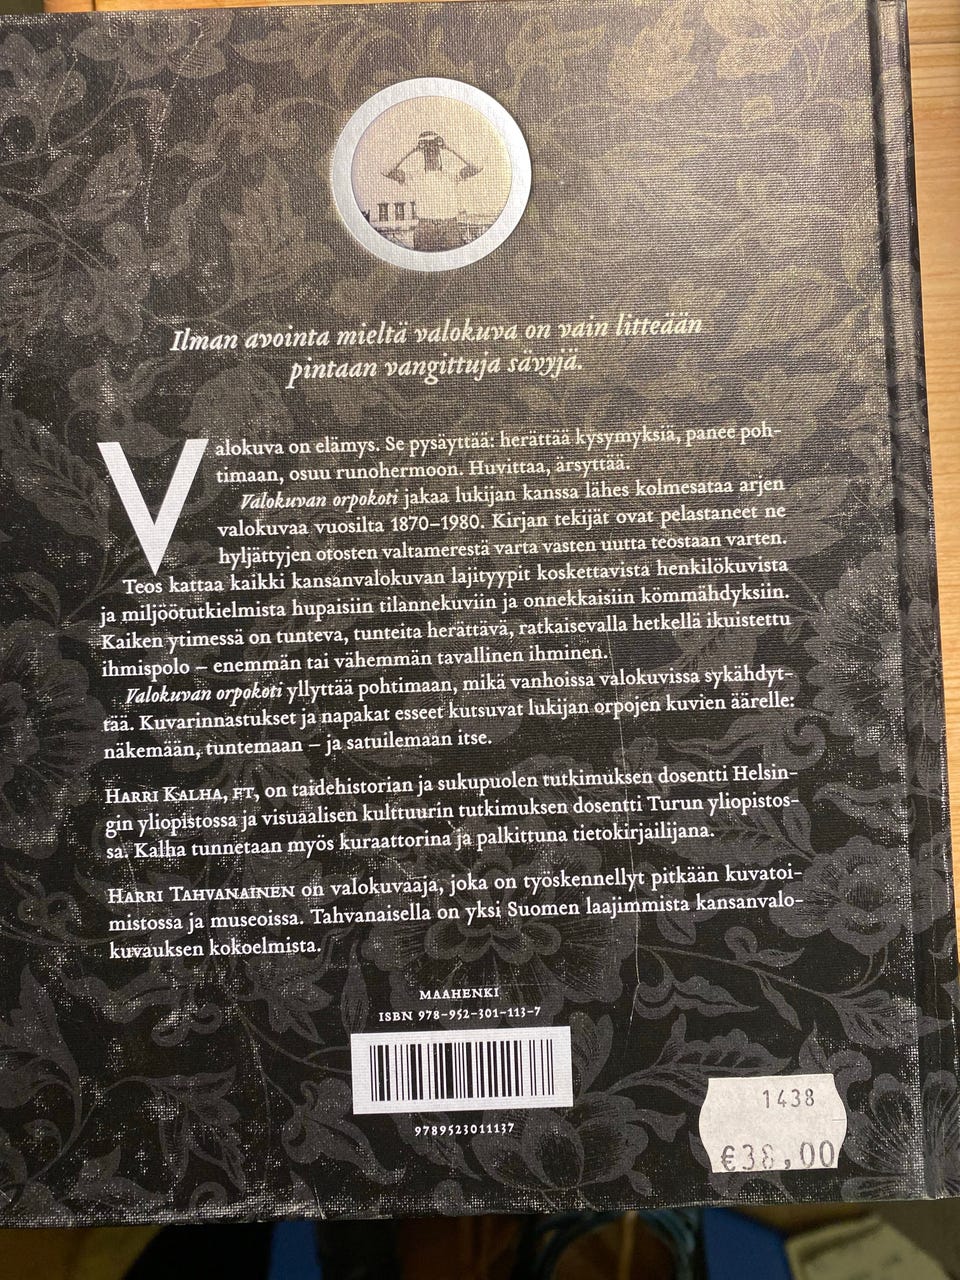 Ilman avointa mieltä valokuva on vain litteään
pintaan vangittuja sävyjä.
Valokuva on elämys. Se pysäyttää: herättää kysymyksiä, panee poh-
timaan, osuu runohermoon. Huvittaa, ärsyttää.
Valokuvan orpokoti jakaa lukijan kanssa lähes kolmesataa arjen
valokuvaa vuosilta 1870–1980. Kirjan tekijät ovat pelastaneet ne
hyljättyjen otosten valtamerestä varta vasten uutta teostaan varten.
Teos kattaa kaikki kansanvalokuvan lajityypit koskettavista henkilökuvista
ja miljöötutkielmista hupaisiin tilannekuviin ja onnekkaisiin kömmähdyksiin.
Kaiken ytimessä on tunteva, tunteita herättävä, ratkaisevalla hetkellä ikuistettu
ihmispolo – enemmän tai vähemmän tavallinen ihminen.
Valokuvan orpokoti yllyttää pohtimaan, mikä vanhoissa valokuvissa sykähdyt-
tää. Kuvarinnastukset ja napakat esseet kutsuvat lukijan orpojen kuvien äärelle:
näkemään, tuntemaan – ja satuilemaan itse.
Harri Kalha, FT, on taidehistorian ja sukupuolen tutkimuksen dosentti Helsin-
gin yliopistossa ja visuaalisen kulttuurin tutkimuksen dosentti Turun yliopistos-
sa. Kalha tunnetaan myös kuraattorina ja palkittuna tietokirjailijana.
Harri Tahvanainen on valokuvaaja, joka on työskennellyt pitkään kuvatoi-
mistossa ja museoissa. Tahvanaisella on yksi Suomen laajimmista kansanvalo-
kuvauksen kokoelmista.
MAAHENKI
ISBN 978-952-301-113-7
9789523011137
1438
€38,00